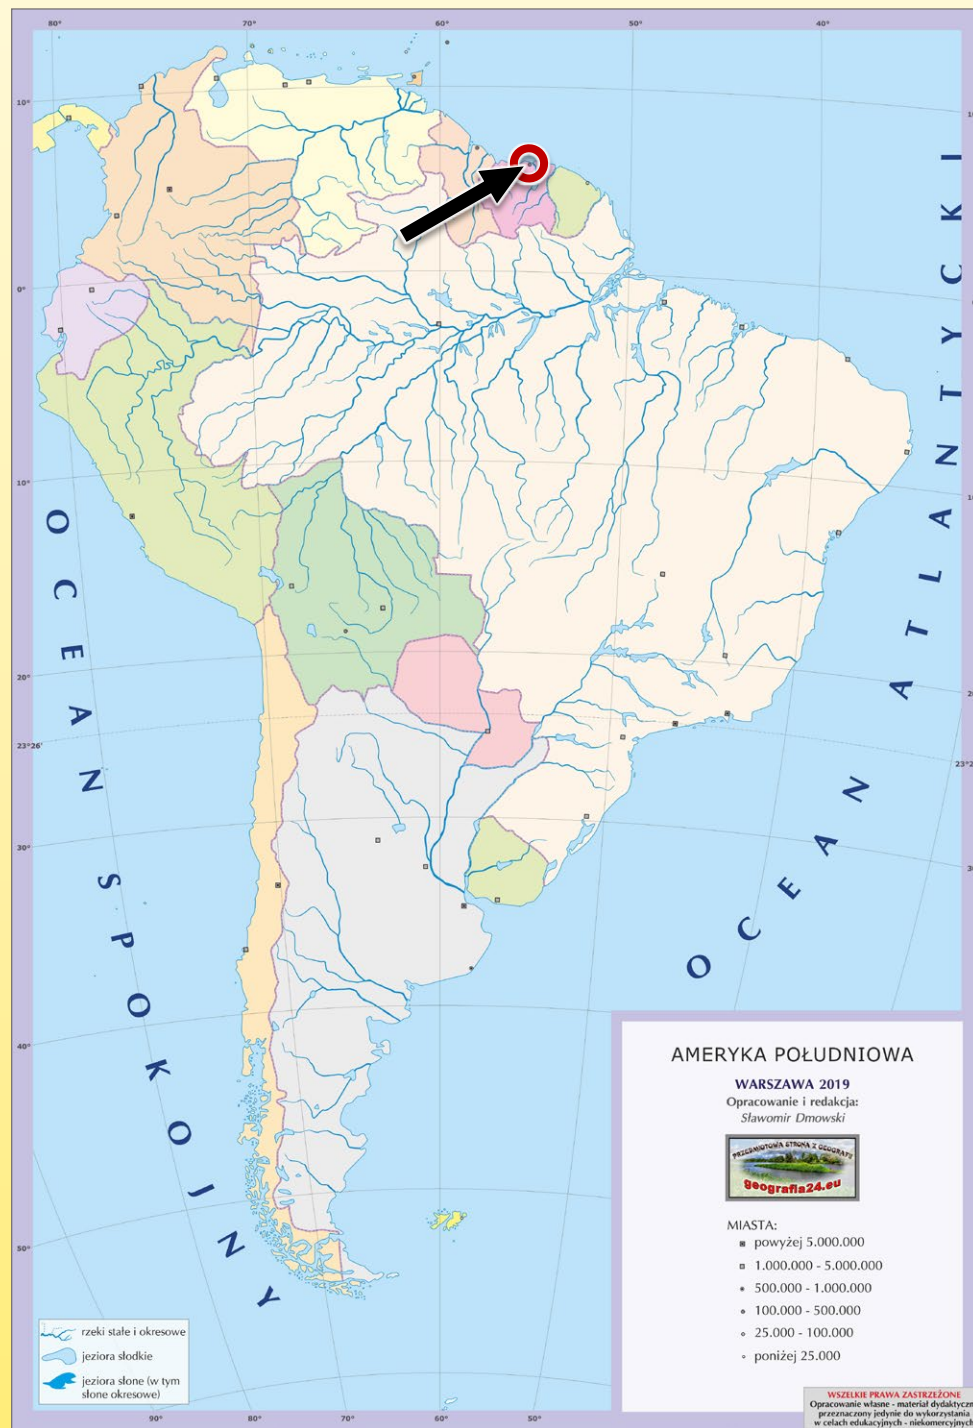 80°
70°
60°
50°
40°
10°
0°
10°
20°
23°26'
30°
40°
50°
90°
80°
70°
60°
50°
OCEAN SPOKOJNY
OCEAN ATLANTYCKI
AMERYKA POŁUDNIOWA
WARSZAWA 2019
Opracowanie i redakcja:
Sławomir Dmowski
PRZEDMIOTOWA STRONA Z GEOGRAFII
geografia24.eu
MIASTA:
powyżej 5.000.000
1.000.000 - 5.000.000
500.000 - 1.000.000
100.000 - 500.000
25.000 - 100.000
poniżej 25.000
rzeki stałe i okresowe
jeziora słodkie
jeziora słone (w tym
słone okresowe)
WSZELKIE PRAWA ZASTRZEŻONE
Opracowanie własne - materiał dydaktyczn
przeznaczony jedynie do wykorzystania
w celach edukacyjnych - niekomercyjnych